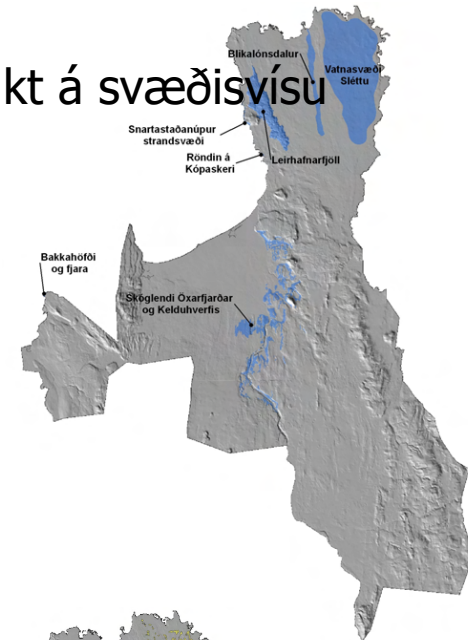 Blikalónsdalur
Vatnasvæði
Sléttu
kt á svæðisvísu
Snartastaðanúpur
strandsvæði
Röndin á
Kópaskeri
Leirhafnarfjöll
Bakkahöfði
og fjara
Skóglendi Öxarfjarðar
og Kelduhverfis